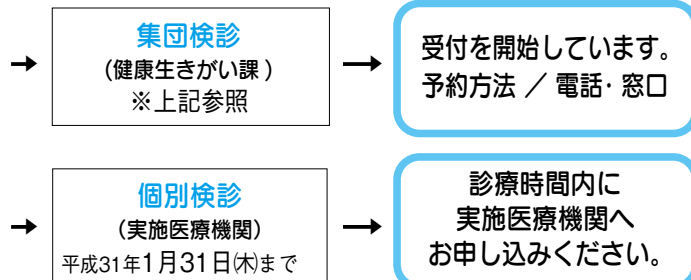 集団検診
(健康生きがい課)
※上記参照
受付を開始しています。
予約方法 ／ 電話・窓口
個別検診
(実施医療機関)
平成31年1月31日㈭まで
診療時間内に
実施医療機関へ
お申し込みください。